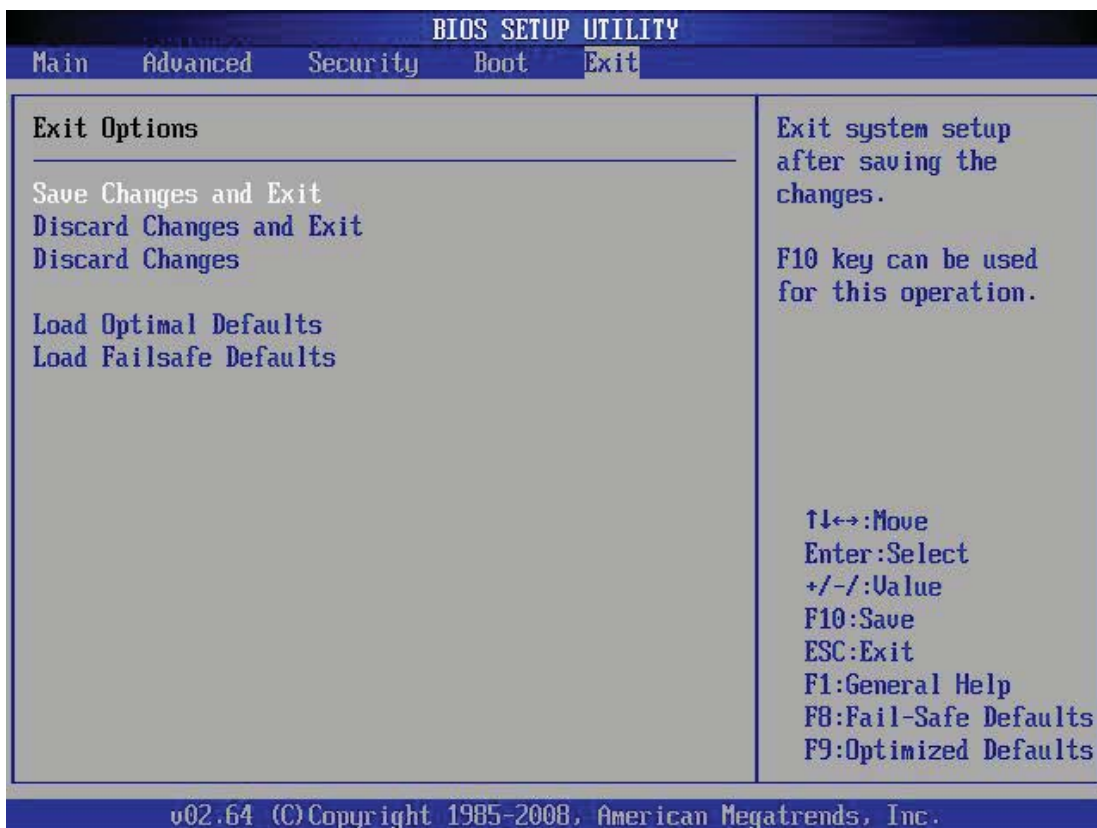 BIOS SETUP UTILITY
Main Advanced Security Boot Exit
Exit Options
Save Changes and Exit
Discard Changes and Exit
Discard Changes
Load Optimal Defaults
Load Failsafe Defaults
Exit system setup
after saving the
changes.
F10 key can be used
for this operation.
↑↓←→:Move
Enter:Select
+/-/:Value
F10:Save
ESC:Exit
F1:General Help
F8:Fail-Safe Defaults
F9:Optimized Defaults
v02.64 (C)Copyright 1985-2008, American Megatrends, Inc.